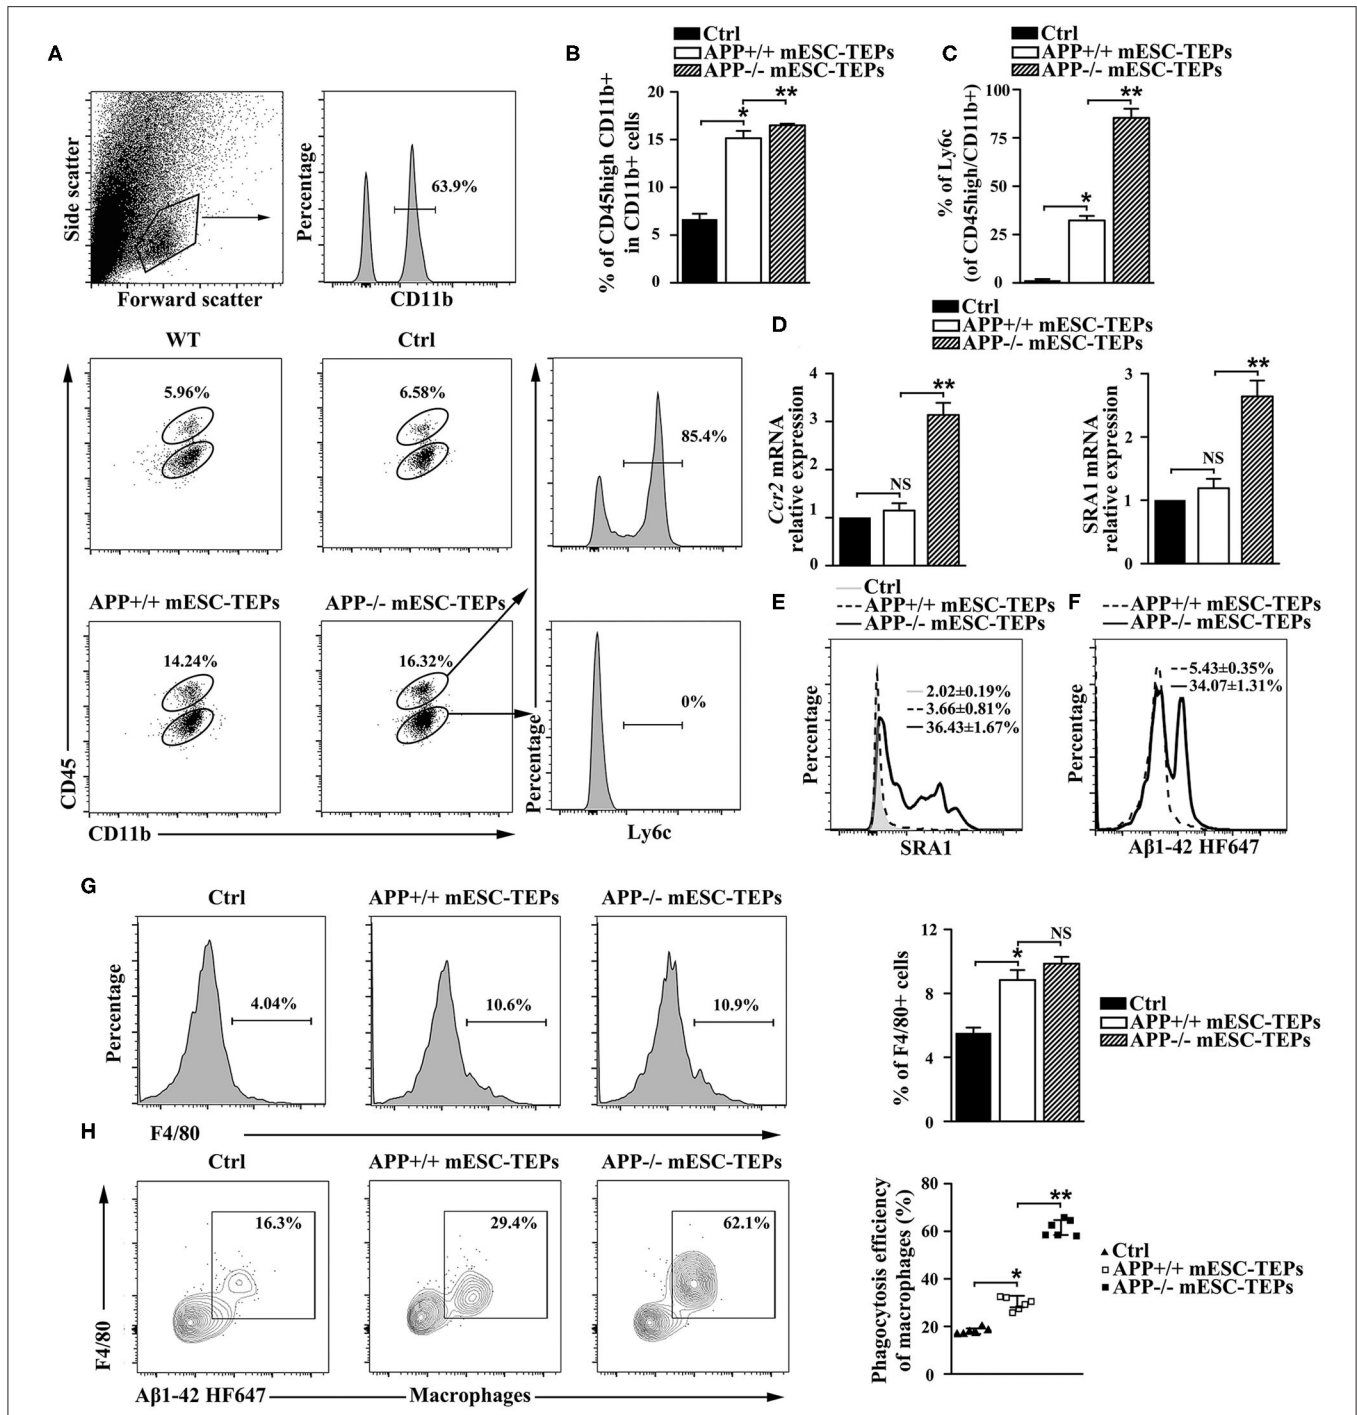 A
Side scatter
Forward scatter
Percentage
63.9%
CD11b
WT
Ctrl
5.96%
6.58%
85.4%
APP+/+ mESC-TEPs
APP-/- mESC-TEPs
14.24%
16.32%
0%
CD45
CD11b
Percentage
Ly6c
B
Ctrl
APP+/+ mESC-TEPs
APP-/- mESC-TEPs
% of CD45high CD11b+
in CD11b+ cells
20
15
10
5
0
*
**
C
Ctrl
APP+/+ mESC-TEPs
APP-/- mESC-TEPs
% of Ly6c
(of CD45high/CD11b+)
100
75
50
25
0
*
**
D
Ctrl
APP+/+ mESC-TEPs
APP-/- mESC-TEPs
Ccr2 mRNA
relative expression
4
3
2
1
0
NS
**
SRA1 mRNA
relative expression
3
2
1
0
NS
**
E
Ctrl
APP+/+ mESC-TEPs
APP-/- mESC-TEPs
Percentage
2.02±0.19%
3.66±0.81%
36.43±1.67%
SRA1
F
APP+/+ mESC-TEPs
APP-/- mESC-TEPs
Percentage
5.43±0.35%
34.07±1.31%
Aβ1-42 HF647
G
Ctrl
APP+/+ mESC-TEPs
APP-/- mESC-TEPs
Percentage
4.04%
10.6%
10.9%
F4/80
% of F4/80+ cells
12
8
4
0
*
NS
Ctrl
APP+/+ mESC-TEPs
APP-/- mESC-TEPs
H
Ctrl
APP+/+ mESC-TEPs
APP-/- mESC-TEPs
F4/80
16.3%
29.4%
62.1%
Aβ1-42 HF647
Macrophages
Phagocytosis efficiency
of macrophages (%)
80
60
40
20
0
*
**
Ctrl
APP+/+ mESC-TEPs
APP-/- mESC-TEPs